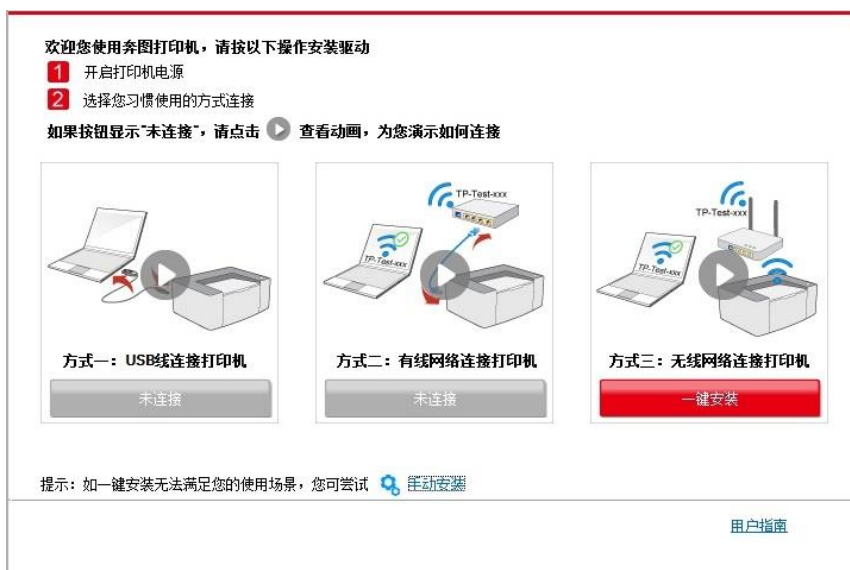 欢迎您使用奔图打印机，请按以下操作安装驱动
1 开启打印机电源
2 选择您习惯使用的方式连接
如果按钮显示"未连接"，请点击 查看动画，为您演示如何连接
TP-Test-xxx
TP-Test-xxx
TP-Test-xxx
TP-Test-xxx
方式一：USB线连接打印机
方式二：有线网络连接打印机
方式三：无线网络连接打印机
未连接
未连接
一键安装
提示：如一键安装无法满足您的使用场景，您可尝试 手动安装
用户指南